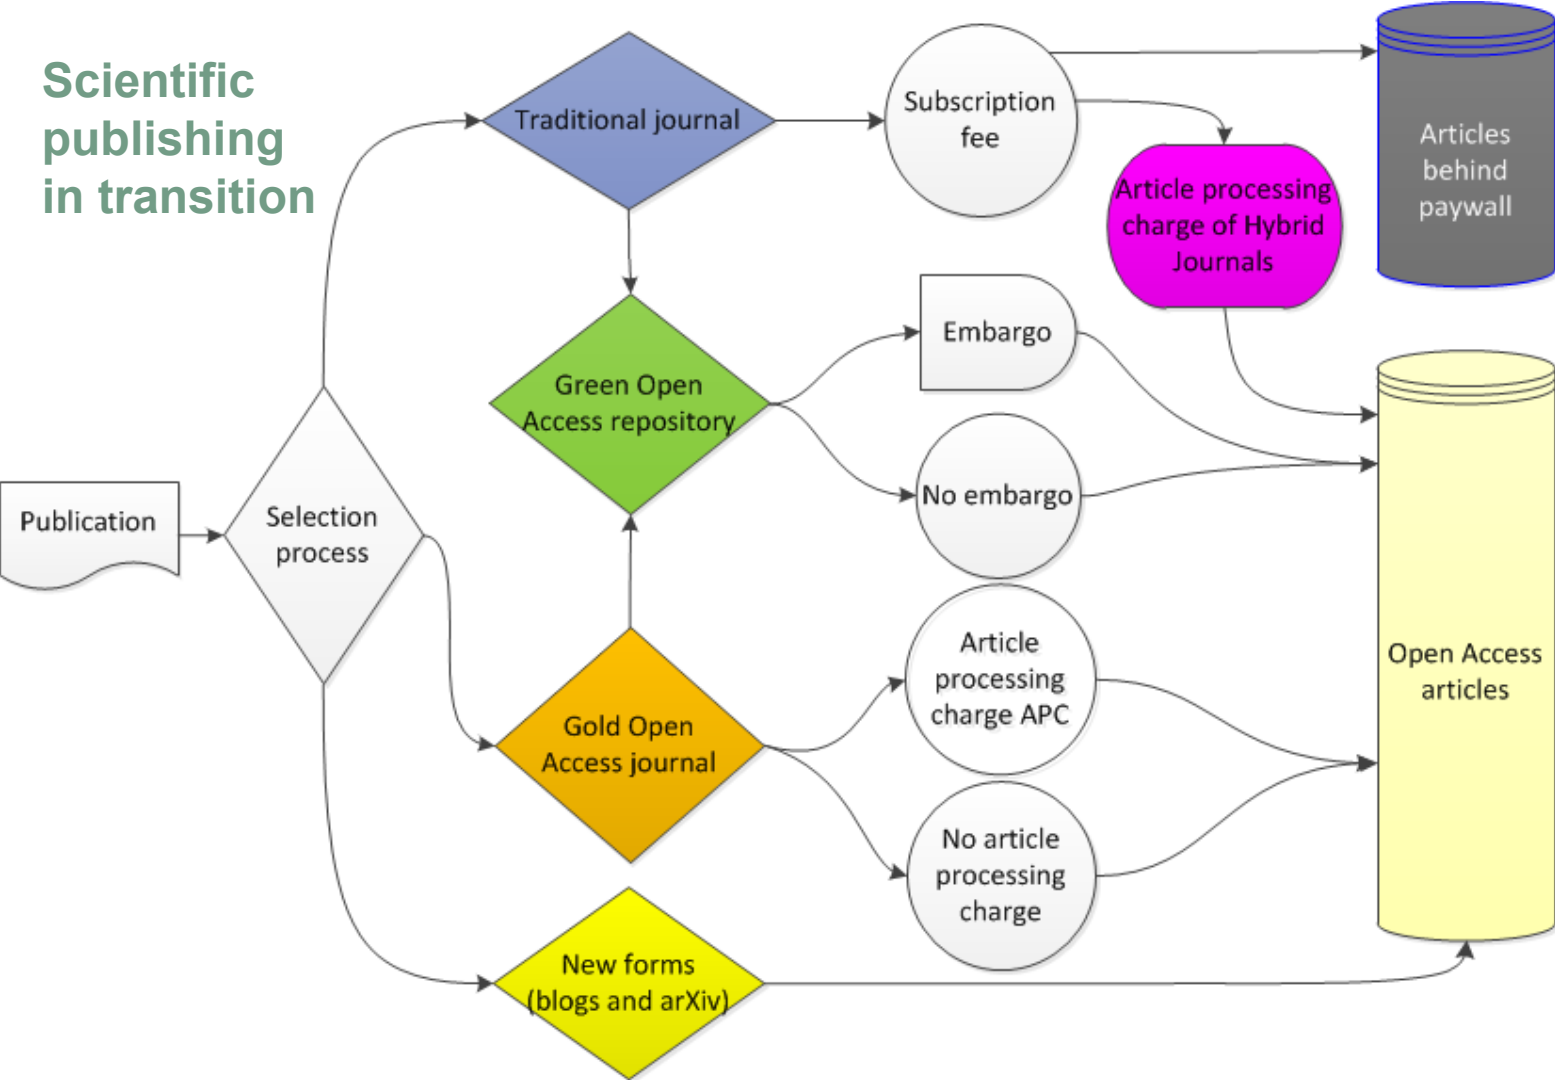 Scientific
publishing
in transition
Traditional journal
Subscription
fee
Articles
behind
paywall
Article processing
charge of Hybrid
Journals
Green Open
Access repository
Embargo
No embargo
Publication
Selection
process
Gold Open
Access journal
Article
processing
charge APC
No article
processing
charge
Open Access
articles
New forms
(blogs and arXiv)